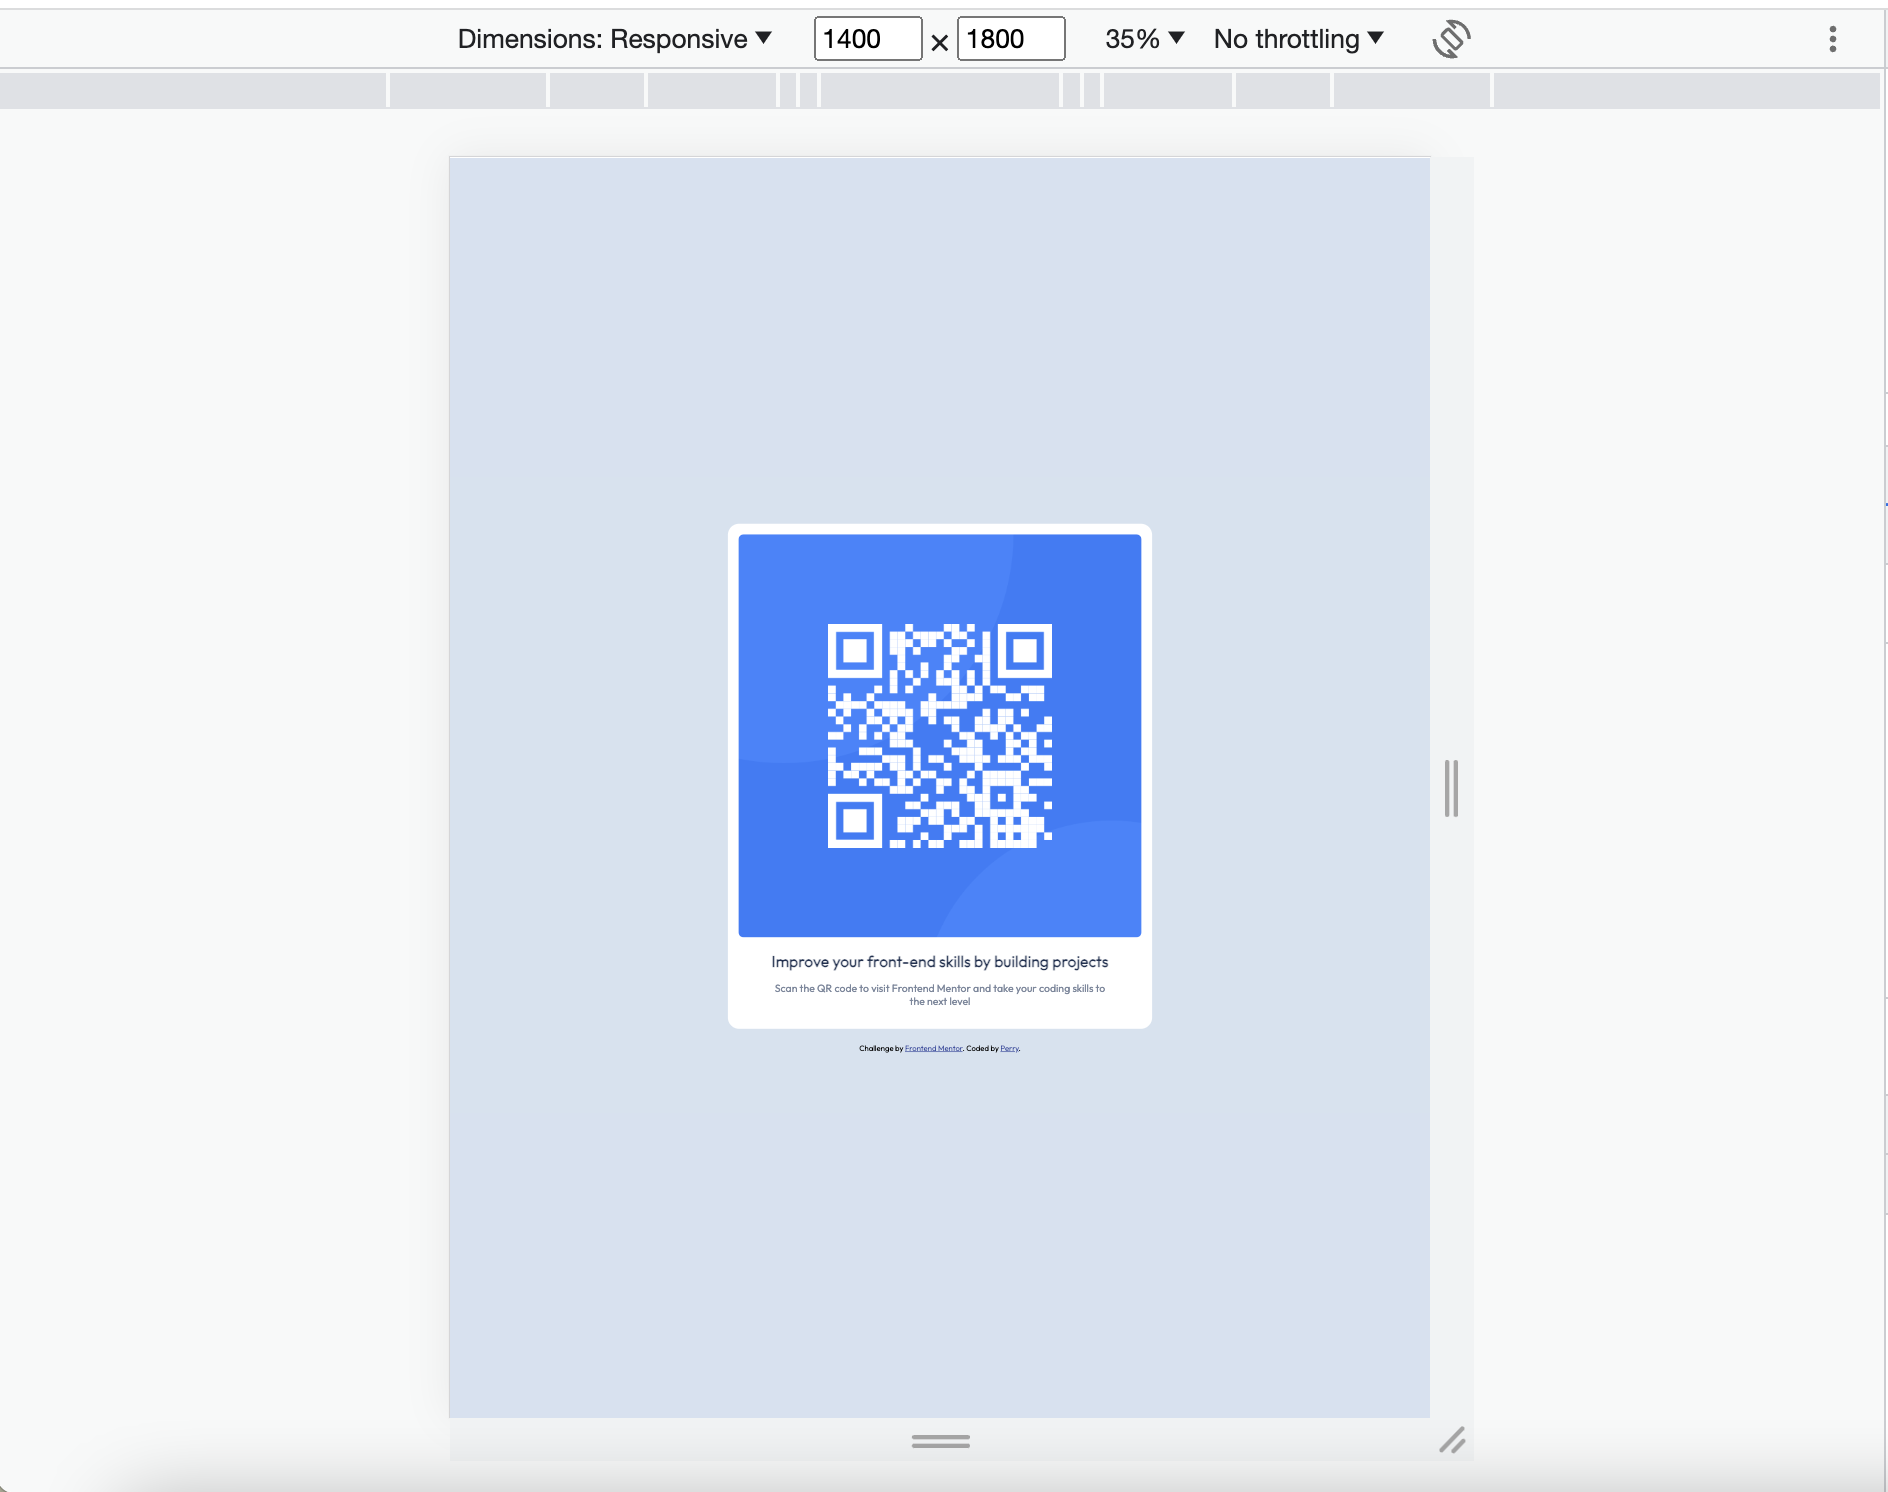 Dimensions: Responsive ▼ 1400 × 1800 35% ▼ No throttling ▼
Improve your front-end skills by building projects
Scan the QR code to visit Frontend Mentor and take your coding skills to
the next level
Challenge by Frontend Mentor. Coded by Perry.